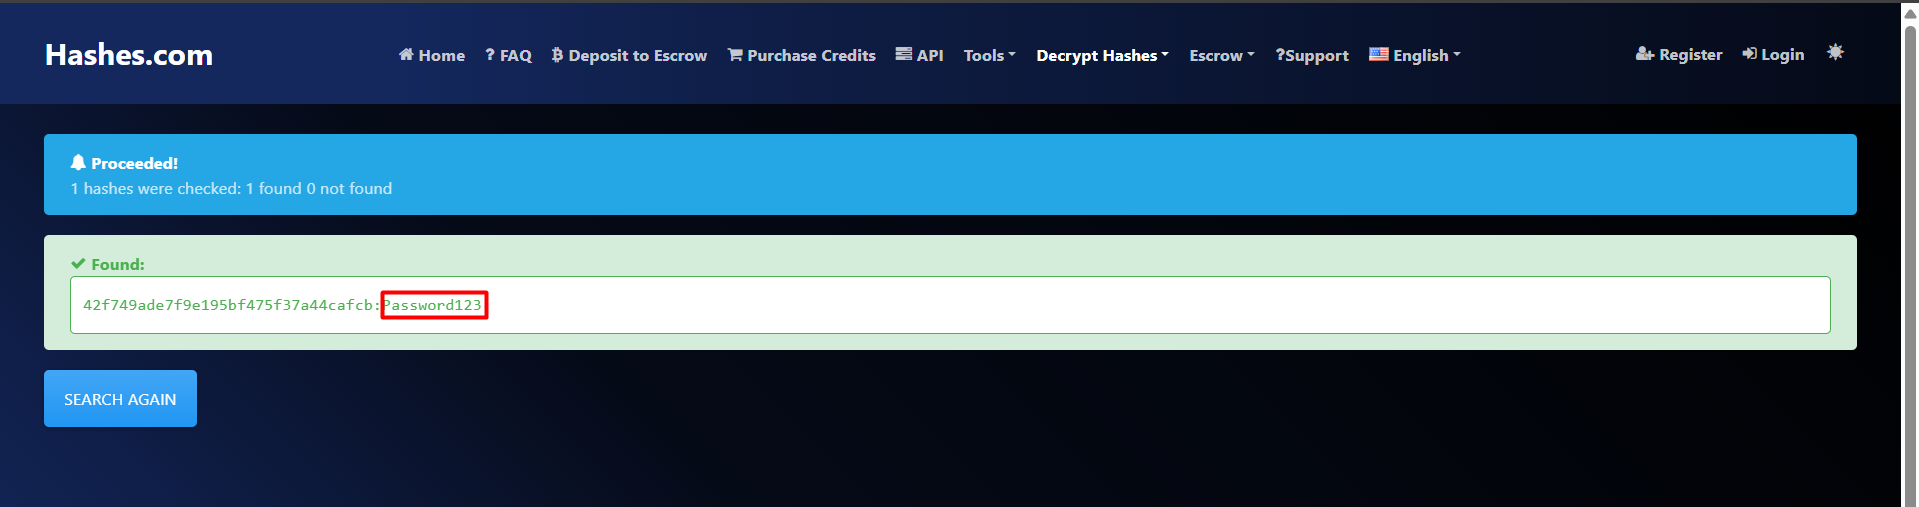 Hashes.com Home ? FAQ Deposit to Escrow Purchase Credits API Tools Decrypt Hashes Escrow ?Support English Register Login
Proceeded!
1 hashes were checked: 1 found 0 not found
Found:
42f749ade7f9e195bf475f37a44cafcb:Password123
SEARCH AGAIN